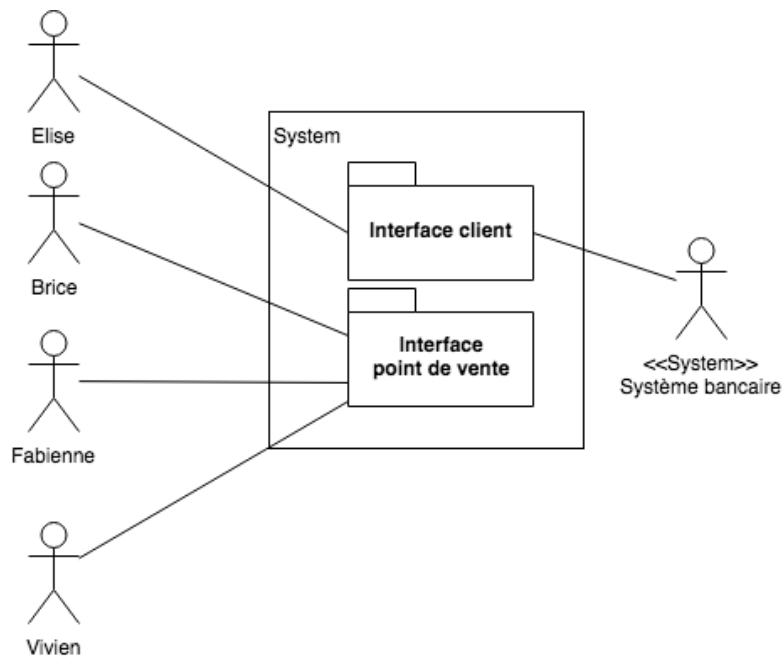 Elise
System
Interface client
Brice
Interface
point de vente
<<System>>
Système bancaire
Fabienne
Vivien